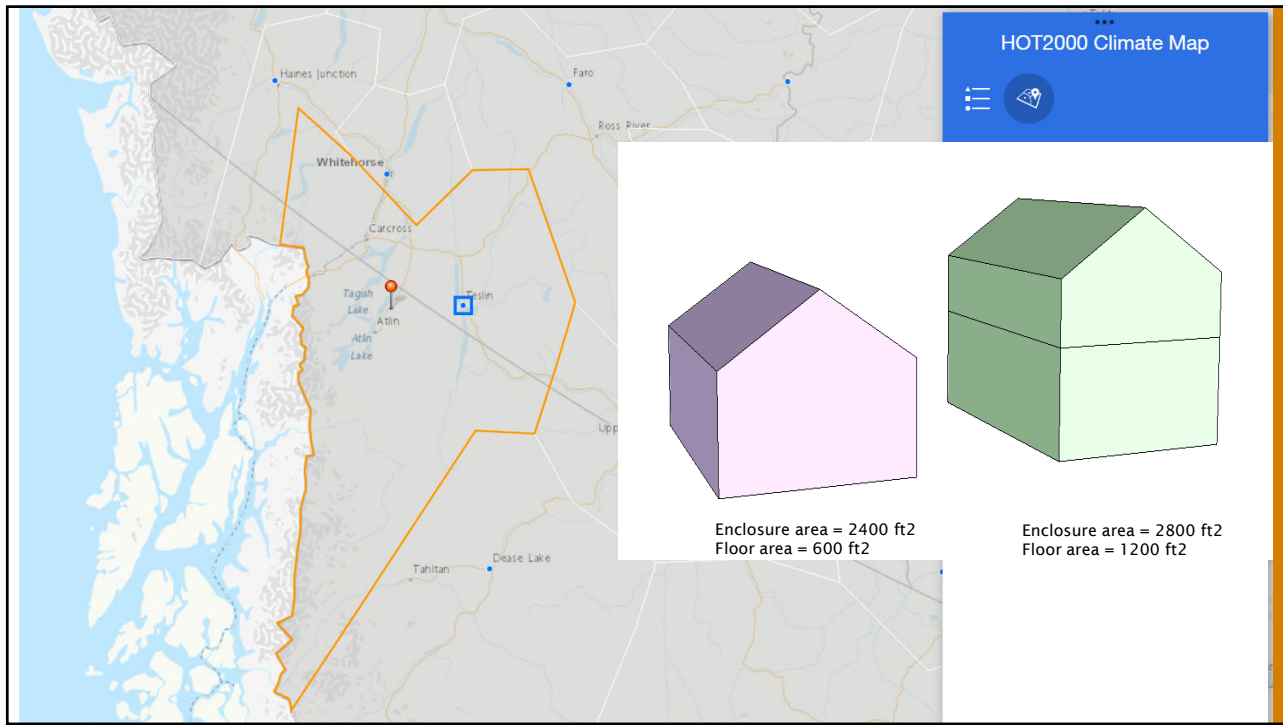 HOT2000 Climate Map
Haines Junction
Faro
Ross River
Whitehorse
Carcross
Tagish
Lake
Teslin
Atlin
Atlin
Lake
Upp
Enclosure area = 2400 ft2
Floor area = 600 ft2
Enclosure area = 2800 ft2
Floor area = 1200 ft2
Dease Lake
Tahltan